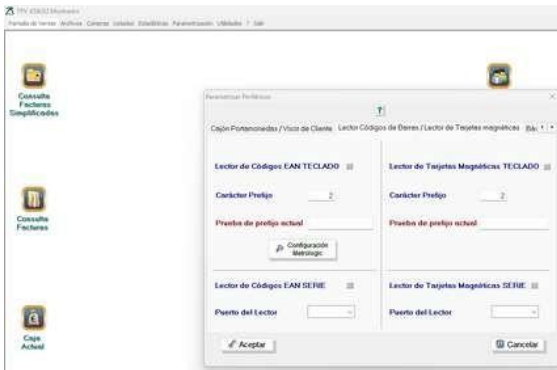 Pantalla de Ventas Archivos Compras Listados Estadísticas Parametrización Utilidades ? Salir
Consulta
Facturas
Simplificadas
Parametrizar Periféricos
Cajón Portamonedas / Visor de Cliente Lector Códigos de Barras / Lector de Tarjetas magnéticas
Lector de Códigos EAN TECLADO
Lector de Tarjetas Magnéticas TECLADO
Carácter Prefijo 2
Carácter Prefijo 2
Prueba de prefijo actual
Prueba de prefijo actual
Configuración
Metrologic
Consulta
Facturas
Lector de Códigos EAN SERIE
Lector de Tarjetas Magnéticas SERIE
Puerto del Lector
Puerto del Lector
Caja
Actual
Aceptar
Cancelar